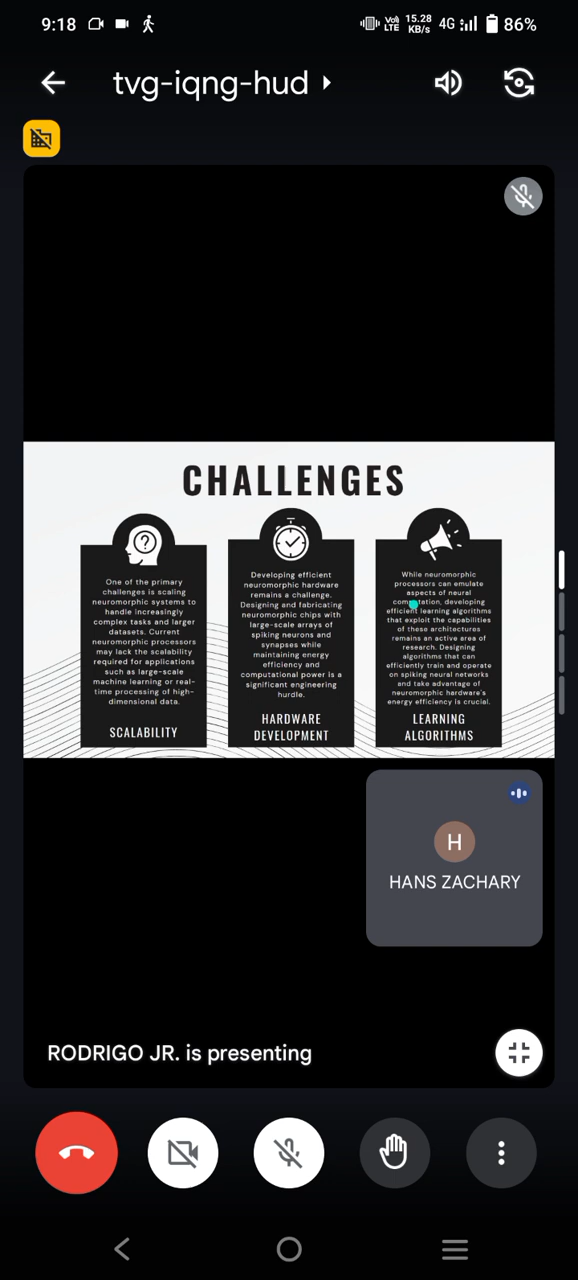 9:18
Vo)
LTE
15.28
KB/s
4G
86%
tvg-iqng-hud
CHALLENGES
One of the primary
challenges is scaling
neuromorphic systems to
handle increasingly
complex tasks and larger
datasets. Current
neuromorphic processors
may lack the scalability
required for applications
such as large-scale
machine learning or real-
time processing of high-
dimensional data.
SCALABILITY
Developing efficient
neuromorphic hardware
remains a challenge.
Designing and fabricating
neuromorphic chips with
large-scale arrays of
spiking neurons and
synapses while
maintaining energy
efficiency and
computational power is a
significant engineering
hurdle.
HARDWARE
DEVELOPMENT
While neuromorphic
processors can emulate
aspects of neural
computation, developing
efficient learning algorithms
that exploit the capabilities
of these architectures
remains an active area of
research. Designing
algorithms that can
efficiently train and operate
on spiking neural networks
and take advantage of
neuromorphic hardware's
energy efficiency is crucial.
LEARNING
ALGORITHMS
H
HANS ZACHARY
RODRIGO JR. is presenting